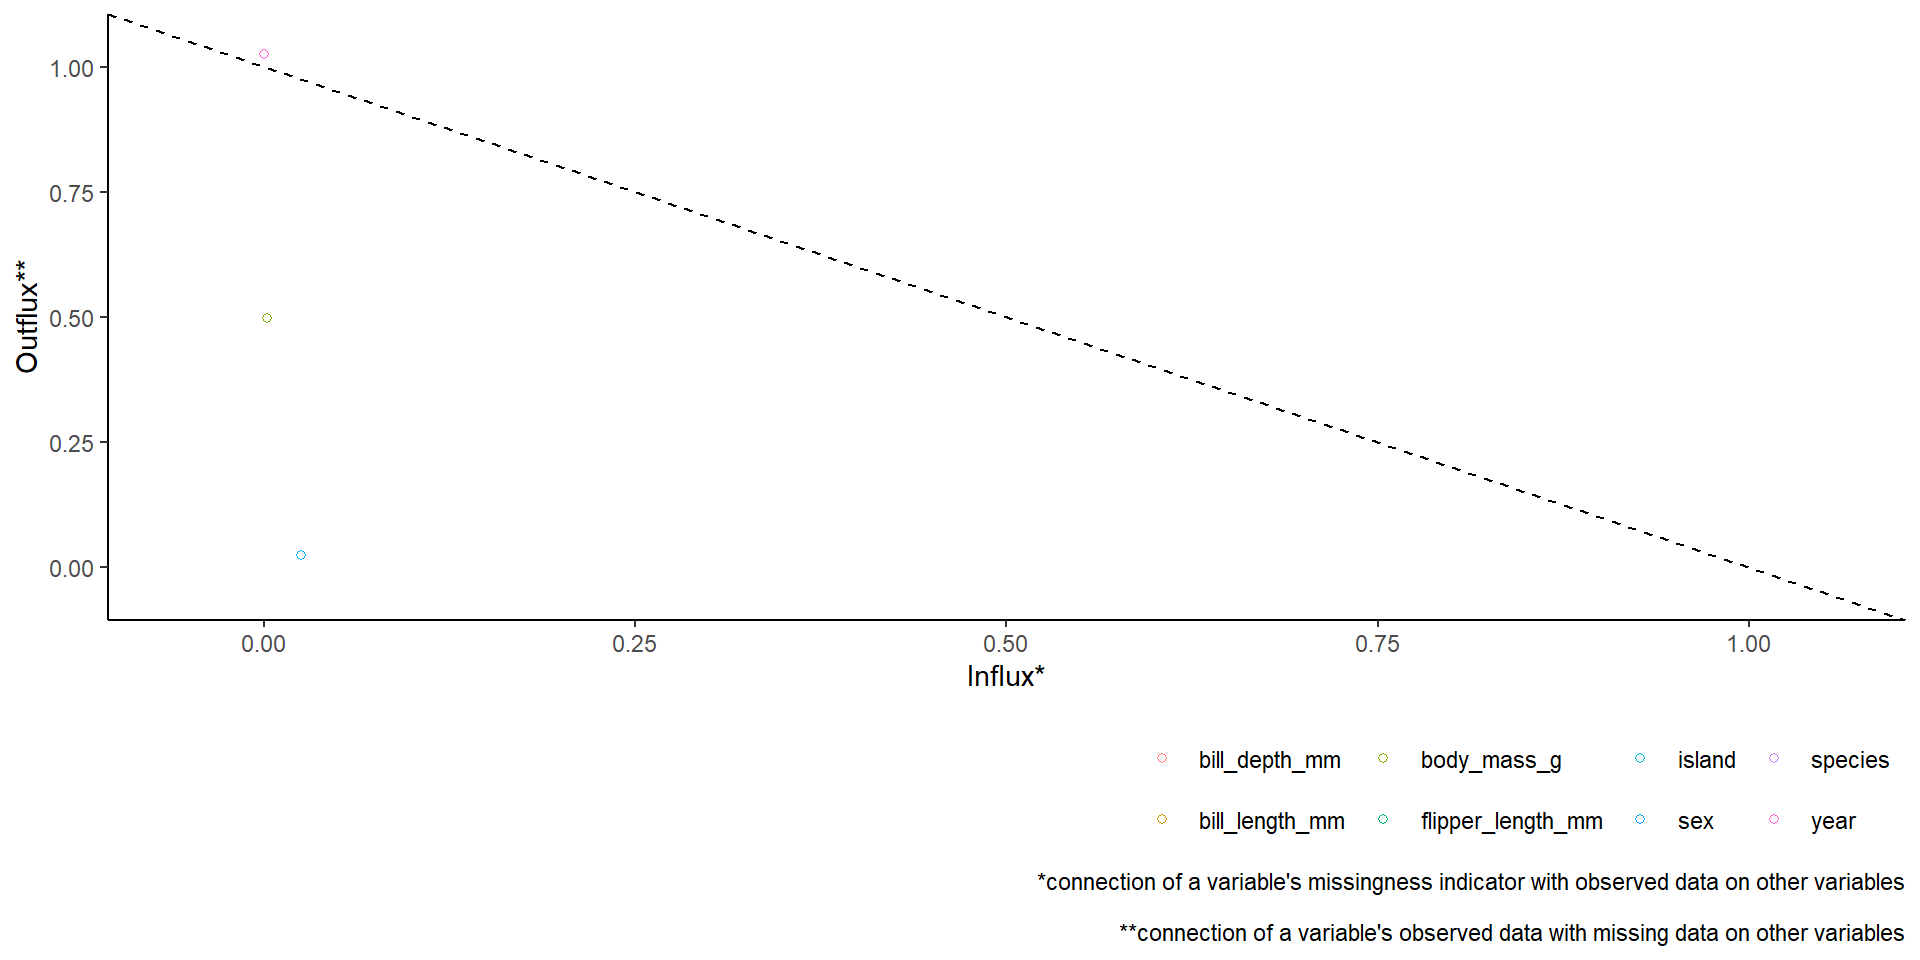 1.00
0.75
0.50
0.25
0.00
Outflux**
0.00 0.25 0.50 0.75 1.00
Influx*
bill_depth_mm body_mass_g island species
bill_length_mm flipper_length_mm sex year
*connection of a variable's missingness indicator with observed data on other variables
**connection of a variable's observed data with missing data on other variables